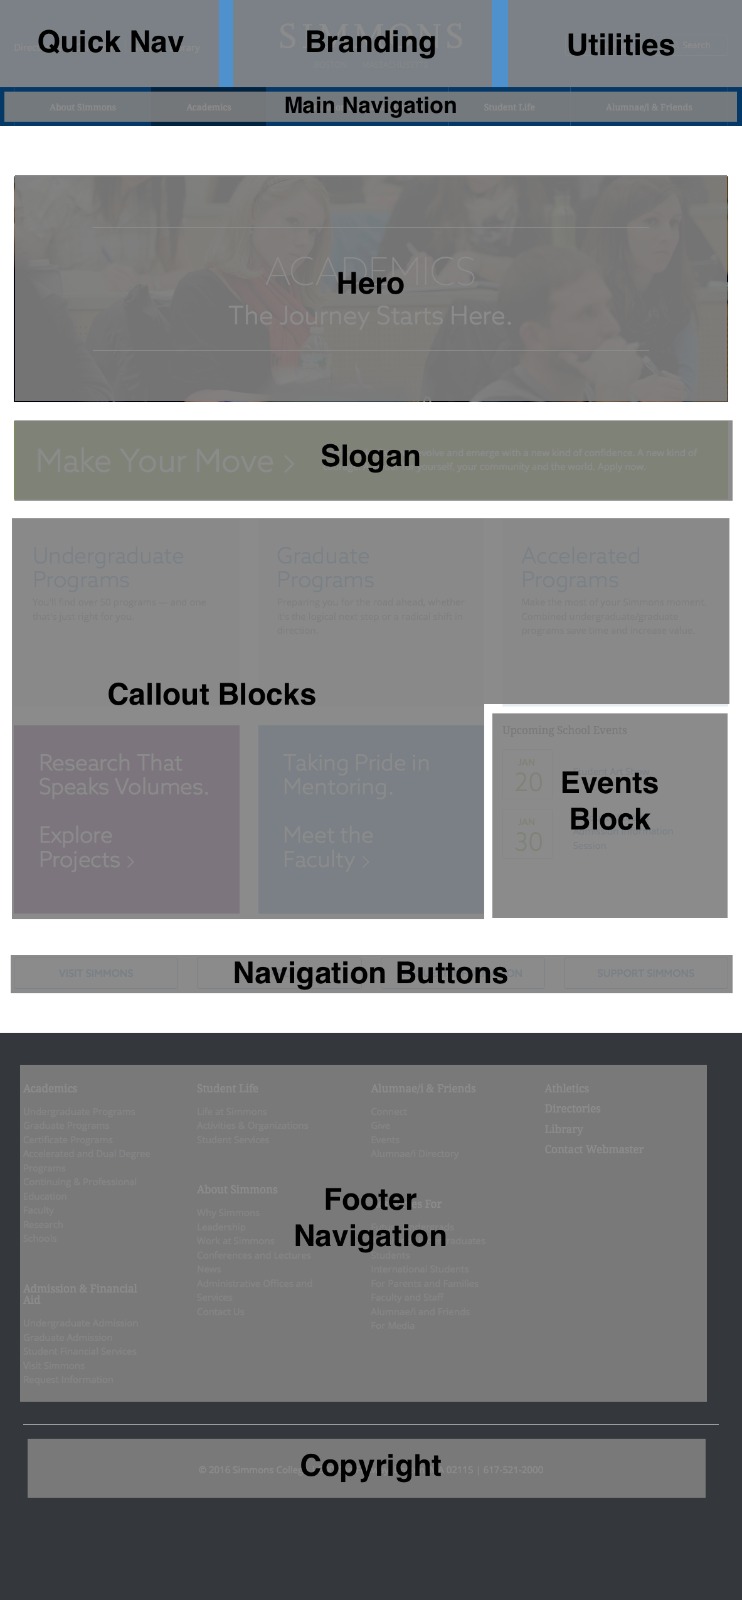 Quick Nav
SIMMONS
Branding
Utilities
Search
About Simmons
Academics
Main Navigation
Student Life
Alumnae/i & Friends
ACADEMICS
Hero
The Journey Starts Here.
Make Your Move >
Slogan
and emerge with a new kind of confidence. A new kind of
yourself, your community and the world. Apply now.
Undergraduate
Programs
You'll find over 50 programs — and one
that's just right for you.
Graduate
Programs
Preparing you for the road ahead, whether
it's the logical next step or a radical shift in
direction.
Accelerated
Programs
Make the most of your Simmons moment.
Combined undergraduate/graduate
programs save time and increase value.
Callout Blocks
Research That
Speaks Volumes.
Explore
Projects >
Taking Pride in
Mentoring.
Meet the
Faculty >
Upcoming School Events
JAN
20
JAN
30
Session
Events
Block
VISIT SIMMONS
Navigation Buttons
SUPPORT SIMMONS
Academics
Undergraduate Programs
Graduate Programs
Certificate Programs
Accelerated and Dual Degree
Programs
Continuing & Professional
Education
Faculty
Research
Schools
Admission & Financial
Aid
Undergraduate Admission
Graduate Admission
Student Financial Services
Visit Simmons
Request Information
Student Life
Life at Simmons
Activities & Organizations
Student Services
About Simmons
Why Simmons
Leadership
Work at Simmons
Conferences and Lectures
News
Administrative Offices and
Services
Contact Us
Alumnae/i & Friends
Connect
Give
Events
Alumnae/i Directory
For
Students
International Students
For Parents and Families
Faculty and Staff
Alumnae/i and Friends
For Media
Athletics
Directories
Library
Contact Webmaster
Footer
Navigation
© 2016 Simmons
Copyright
02115 | 617-521-2000